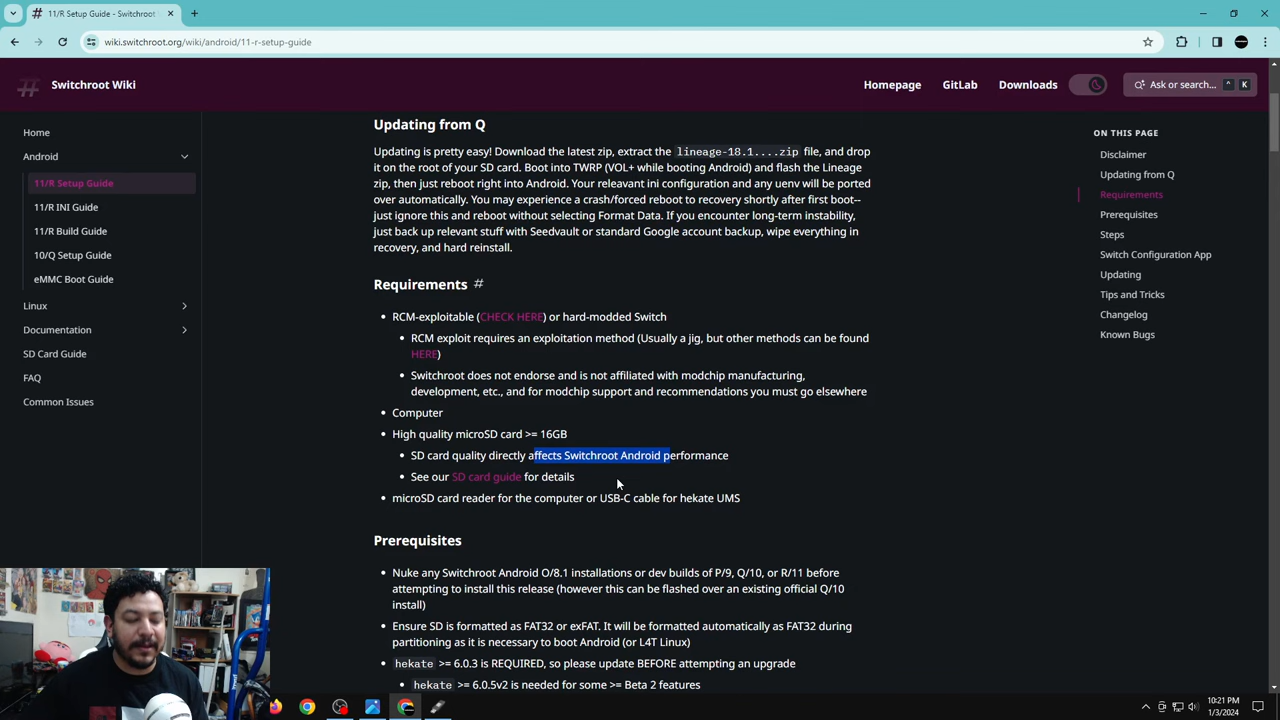 11/R Setup Guide - Switchroot W
wiki.switchroot.org/wiki/android/11-r-setup-guide
# Switchroot Wiki
Homepage GitLab Downloads Ask or search... ^ K
Home
Android
11/R Setup Guide
11/R INI Guide
11/R Build Guide
10/Q Setup Guide
eMMC Boot Guide
Linux
Documentation
SD Card Guide
FAQ
Common Issues
Updating from Q
Updating is pretty easy! Download the latest zip, extract the lineage-18.1....zip file, and drop
it on the root of your SD card. Boot into TWRP (VOL+ while booting Android) and flash the Lineage
zip, then just reboot right into Android. Your releavant ini configuration and any uenv will be ported
over automatically. You may experience a crash/forced reboot to recovery shortly after first boot--
just ignore this and reboot without selecting Format Data. If you encounter long-term instability,
just back up relevant stuff with Seedvault or standard Google account backup, wipe everything in
recovery, and hard reinstall.
Requirements #
• RCM-exploitable (CHECK HERE) or hard-modded Switch
• RCM exploit requires an exploitation method (Usually a jig, but other methods can be found
HERE)
• Switchroot does not endorse and is not affiliated with modchip manufacturing,
development, etc., and for modchip support and recommendations you must go elsewhere
• Computer
• High quality microSD card >= 16GB
• SD card quality directly affects Switchroot Android performance
• See our SD card guide for details
• microSD card reader for the computer or USB-C cable for hekate UMS
Prerequisites
• Nuke any Switchroot Android O/8.1 installations or dev builds of P/9, Q/10, or R/11 before
attempting to install this release (however this can be flashed over an existing official Q/10
install)
• Ensure SD is formatted as FAT32 or exFAT. It will be formatted automatically as FAT32 during
partitioning as it is necessary to boot Android (or L4T Linux)
• hekate >= 6.0.3 is REQUIRED, so please update BEFORE attempting an upgrade
• hekate >= 6.0.5v2 is needed for some >= Beta 2 features
ON THIS PAGE
Disclaimer
Updating from Q
Requirements
Prerequisites
Steps
Switch Configuration App
Updating
Tips and Tricks
Changelog
Known Bugs
10:21 PM
1/3/2024